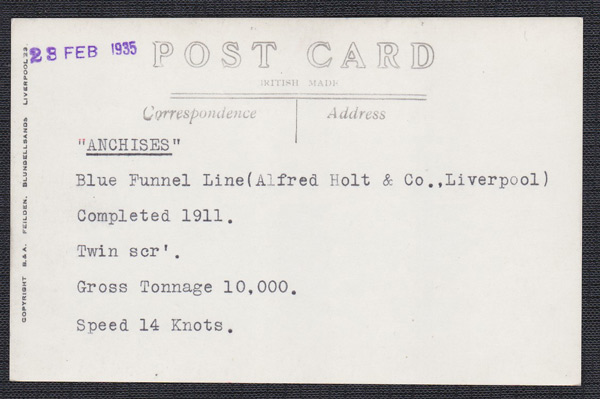 23 FEB 1935
POST CARD
BRITISH MADE
Correspondence
Address
"ANCHISES"
Blue Funnel Line(Alfred Holt & Co.,Liverpool)
Completed 1911.
Twin scr'.
Gross Tonnage 10,000.
Speed 14 Knots.
COPYRIGHT B.& A. FEILDEN, BLUNDELLSANDS LIVERPOOL 23.